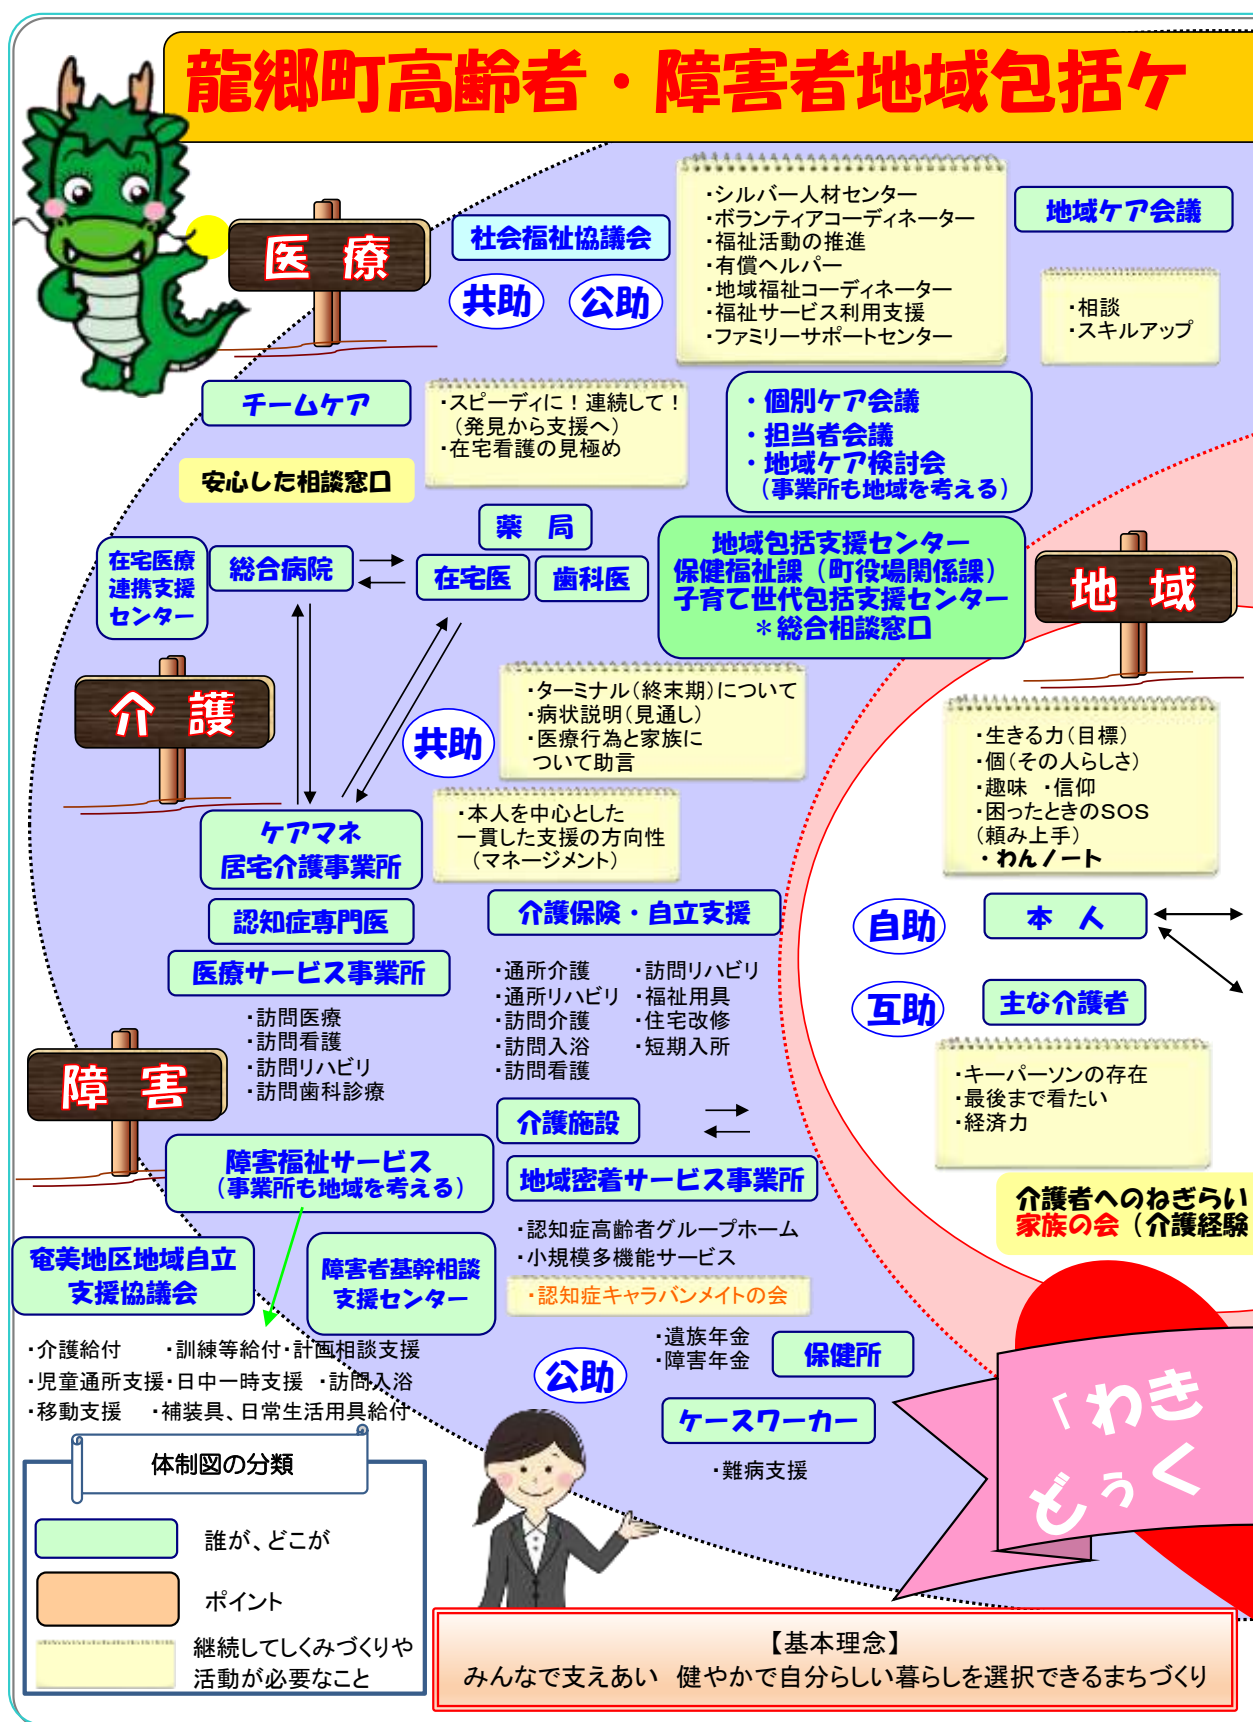 龍郷町高齢者・障害者地域包括ケ
医 療
社会福祉協議会
共助
公助
・シルバー人材センター
・ボランティアコーディネーター
・福祉活動の推進
・有償ヘルパー
・地域福祉コーディネーター
・福祉サービス利用支援
・ファミリーサポートセンター
地域ケア会議
・相談
・スキルアップ
チームケア
・スピーディに！連続して！
（発見から支援へ）
・在宅看護の見極め
・個別ケア会議
・担当者会議
・地域ケア検討会
（事業所も地域を考える）
安心した相談窓口
薬 局
在宅医療
連携支援
センター
総合病院
在宅医
歯科医
地域包括支援センター
保健福祉課（町役場関係課）
子育て世代包括支援センター
＊総合相談窓口
地 域
介 護
共助
・ターミナル（終末期）について
・病状説明（見通し）
・医療行為と家族に
ついて助言
・生きる力（目標）
・個（その人らしさ）
・趣味 ・信仰
・困ったときのSOS
（頼み上手）
・わんノート
・本人を中心とした
一貫した支援の方向性
（マネージメント）
ケアマネ
居宅介護事業所
認知症専門医
介護保険・自立支援
自助
本 人
医療サービス事業所
・訪問医療
・訪問看護
・訪問リハビリ
・訪問歯科診療
・通所介護 ・訪問リハビリ
・通所リハビリ ・福祉用具
・訪問介護 ・住宅改修
・訪問入浴 ・短期入所
・訪問看護
互助
主な介護者
・キーパーソンの存在
・最後まで看たい
・経済力
障 害
介護施設
障害福祉サービス
（事業所も地域を考える）
地域密着サービス事業所
・認知症高齢者グループホーム
・小規模多機能サービス
・認知症キャラバンメイトの会
介護者へのねぎらい
家族の会（介護経験
奄美地区地域自立
支援協議会
障害者基幹相談
支援センター
・介護給付 ・訓練等給付・計画相談支援
・児童通所支援・日中一時支援 ・訪問入浴
・移動支援 ・補装具、日常生活用具給付
・遺族年金
・障害年金
保健所
公助
ケースワーカー
・難病支援
「わき
どぅく
体制図の分類
誰が、どこが
ポイント
継続してしくみづくりや
活動が必要なこと
【基本理念】
みんなで支えあい 健やかで自分らしい暮らしを選択できるまちづくり